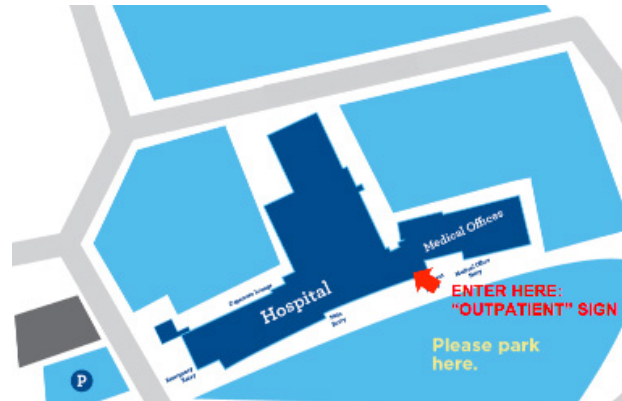 Medical Offices
Hospital
Medical Office
Entry
Main
Entry
Emergency
Entry
ENTER HERE:
"OUTPATIENT" SIGN
Please park
here.
P